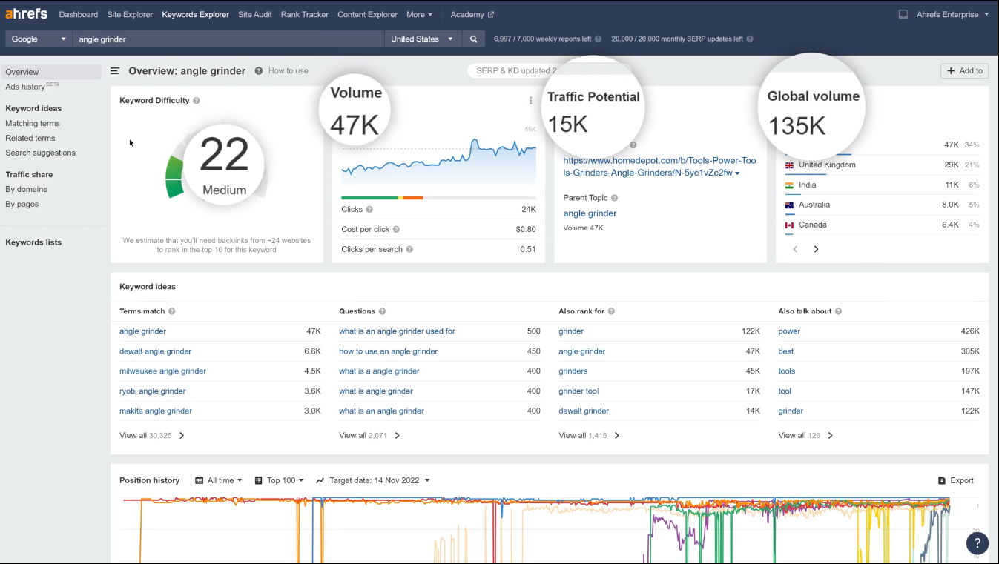 ahrefs Dashboard Site Explorer Keywords Explorer Site Audit Rank Tracker Content Explorer More Academy Ahrefs Enterprise
Google angle grinder United States 6,997 / 7,000 weekly reports left 20,000 / 20,000 monthly SERP updates left
Overview
Ads history BETA
Keyword ideas
Matching terms
Related terms
Search suggestions
Traffic share
By domains
By pages
Keywords lists
Overview: angle grinder ? How to use
SERP & KD updated 2
+ Add to
Keyword Difficulty ?
22
Medium
We estimate that you'll need backlinks from ~24 websites
to rank in the top 10 for this keyword
Volume
47K
59K
Clicks ? 24K
Cost per click ? $0.80
Clicks per search ? 0.51
Traffic Potential
15K
?
https://www.homedepot.com/b/Tools-Power-Too
ls-Grinders-Angle-Grinders/N-5yc1vZc2fw
Parent Topic ?
angle grinder
Volume 47K
Global volume
135K
47K 34%
United Kingdom 29K 21%
India 11K 8%
Australia 8.0K 5%
Canada 6.4K 4%
Keyword ideas
Terms match ?
angle grinder 47K
dewalt angle grinder 6.6K
milwaukee angle grinder 4.5K
ryobi angle grinder 3.6K
makita angle grinder 3.0K
View all 30,325
Questions ?
what is an angle grinder used for 500
how to use an angle grinder 450
what is a angle grinder 400
what is angle grinder 400
what is an angle grinder 400
View all 2,071
Also rank for ?
grinder 122K
angle grinder 47K
grinders 45K
grinder tool 17K
dewalt grinder 14K
View all 1,415
Also talk about ?
power 426K
best 305K
tools 197K
tool 147K
grinder 122K
View all 126
Position history All time Top 100 Target date: 14 Nov 2022 Export
1
20
40
?